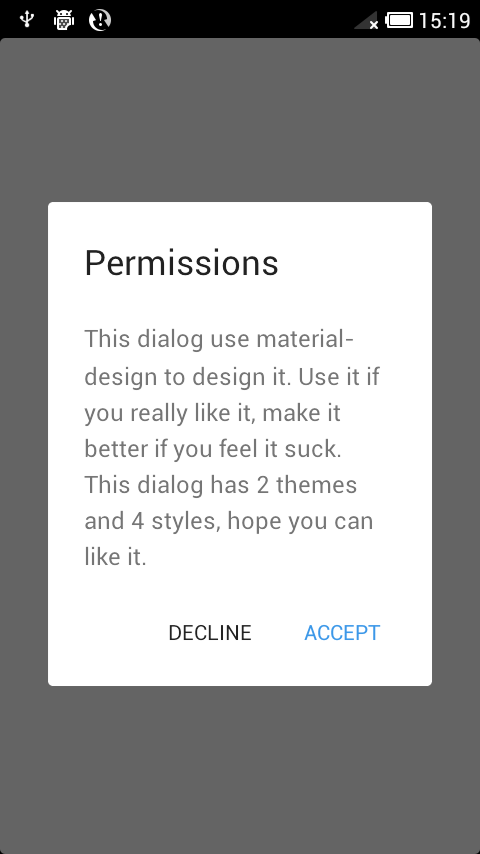 15:19
Permissions
This dialog use material-
design to design it. Use it if
you really like it, make it
better if you feel it suck.
This dialog has 2 themes
and 4 styles, hope you can
like it.
DECLINE ACCEPT